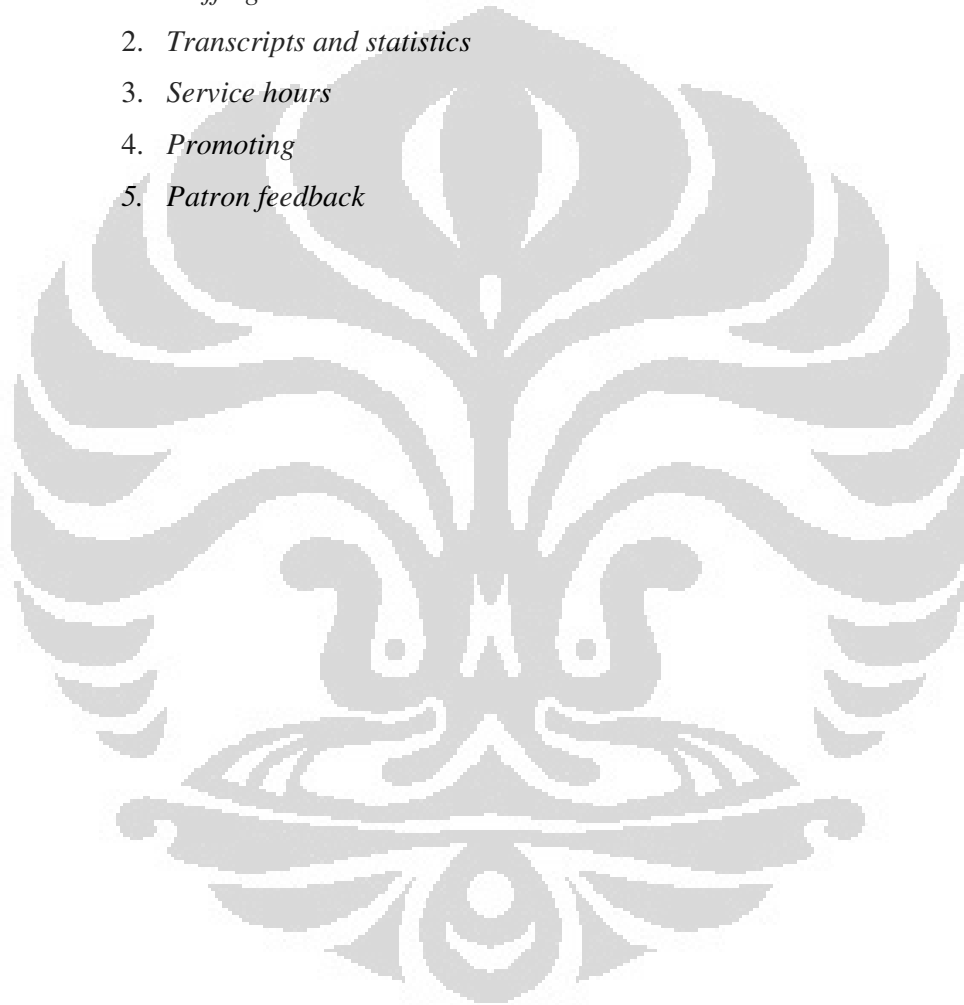 2. Transcripts and statistics
3. Service hours
4. Promoting
5. Patron feedback